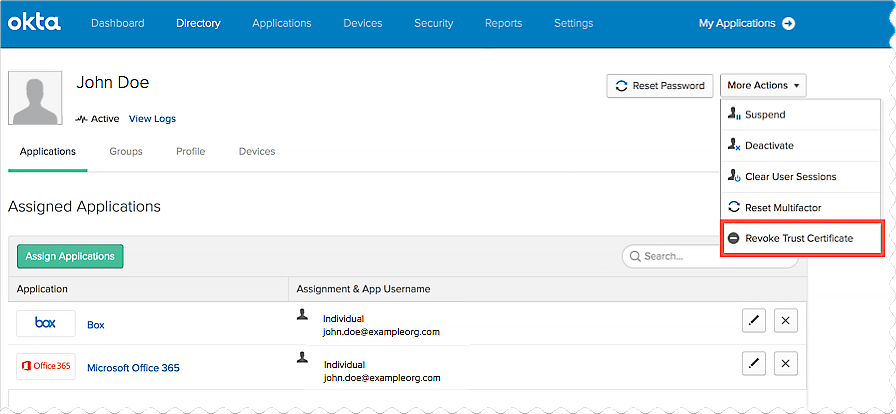 okta Dashboard Directory Applications Devices Security Reports Settings My Applications
John Doe
Reset Password More Actions
Active View Logs
Suspend
Deactivate
Applications Groups Profile Devices
Clear User Sessions
Reset Multifactor
Assigned Applications
Revoke Trust Certificate
Assign Applications Search...
Application Assignment & App Username
box Box Individual
john.doe@exampleorg.com
Office 365 Microsoft Office 365 Individual
john.doe@exampleorg.com